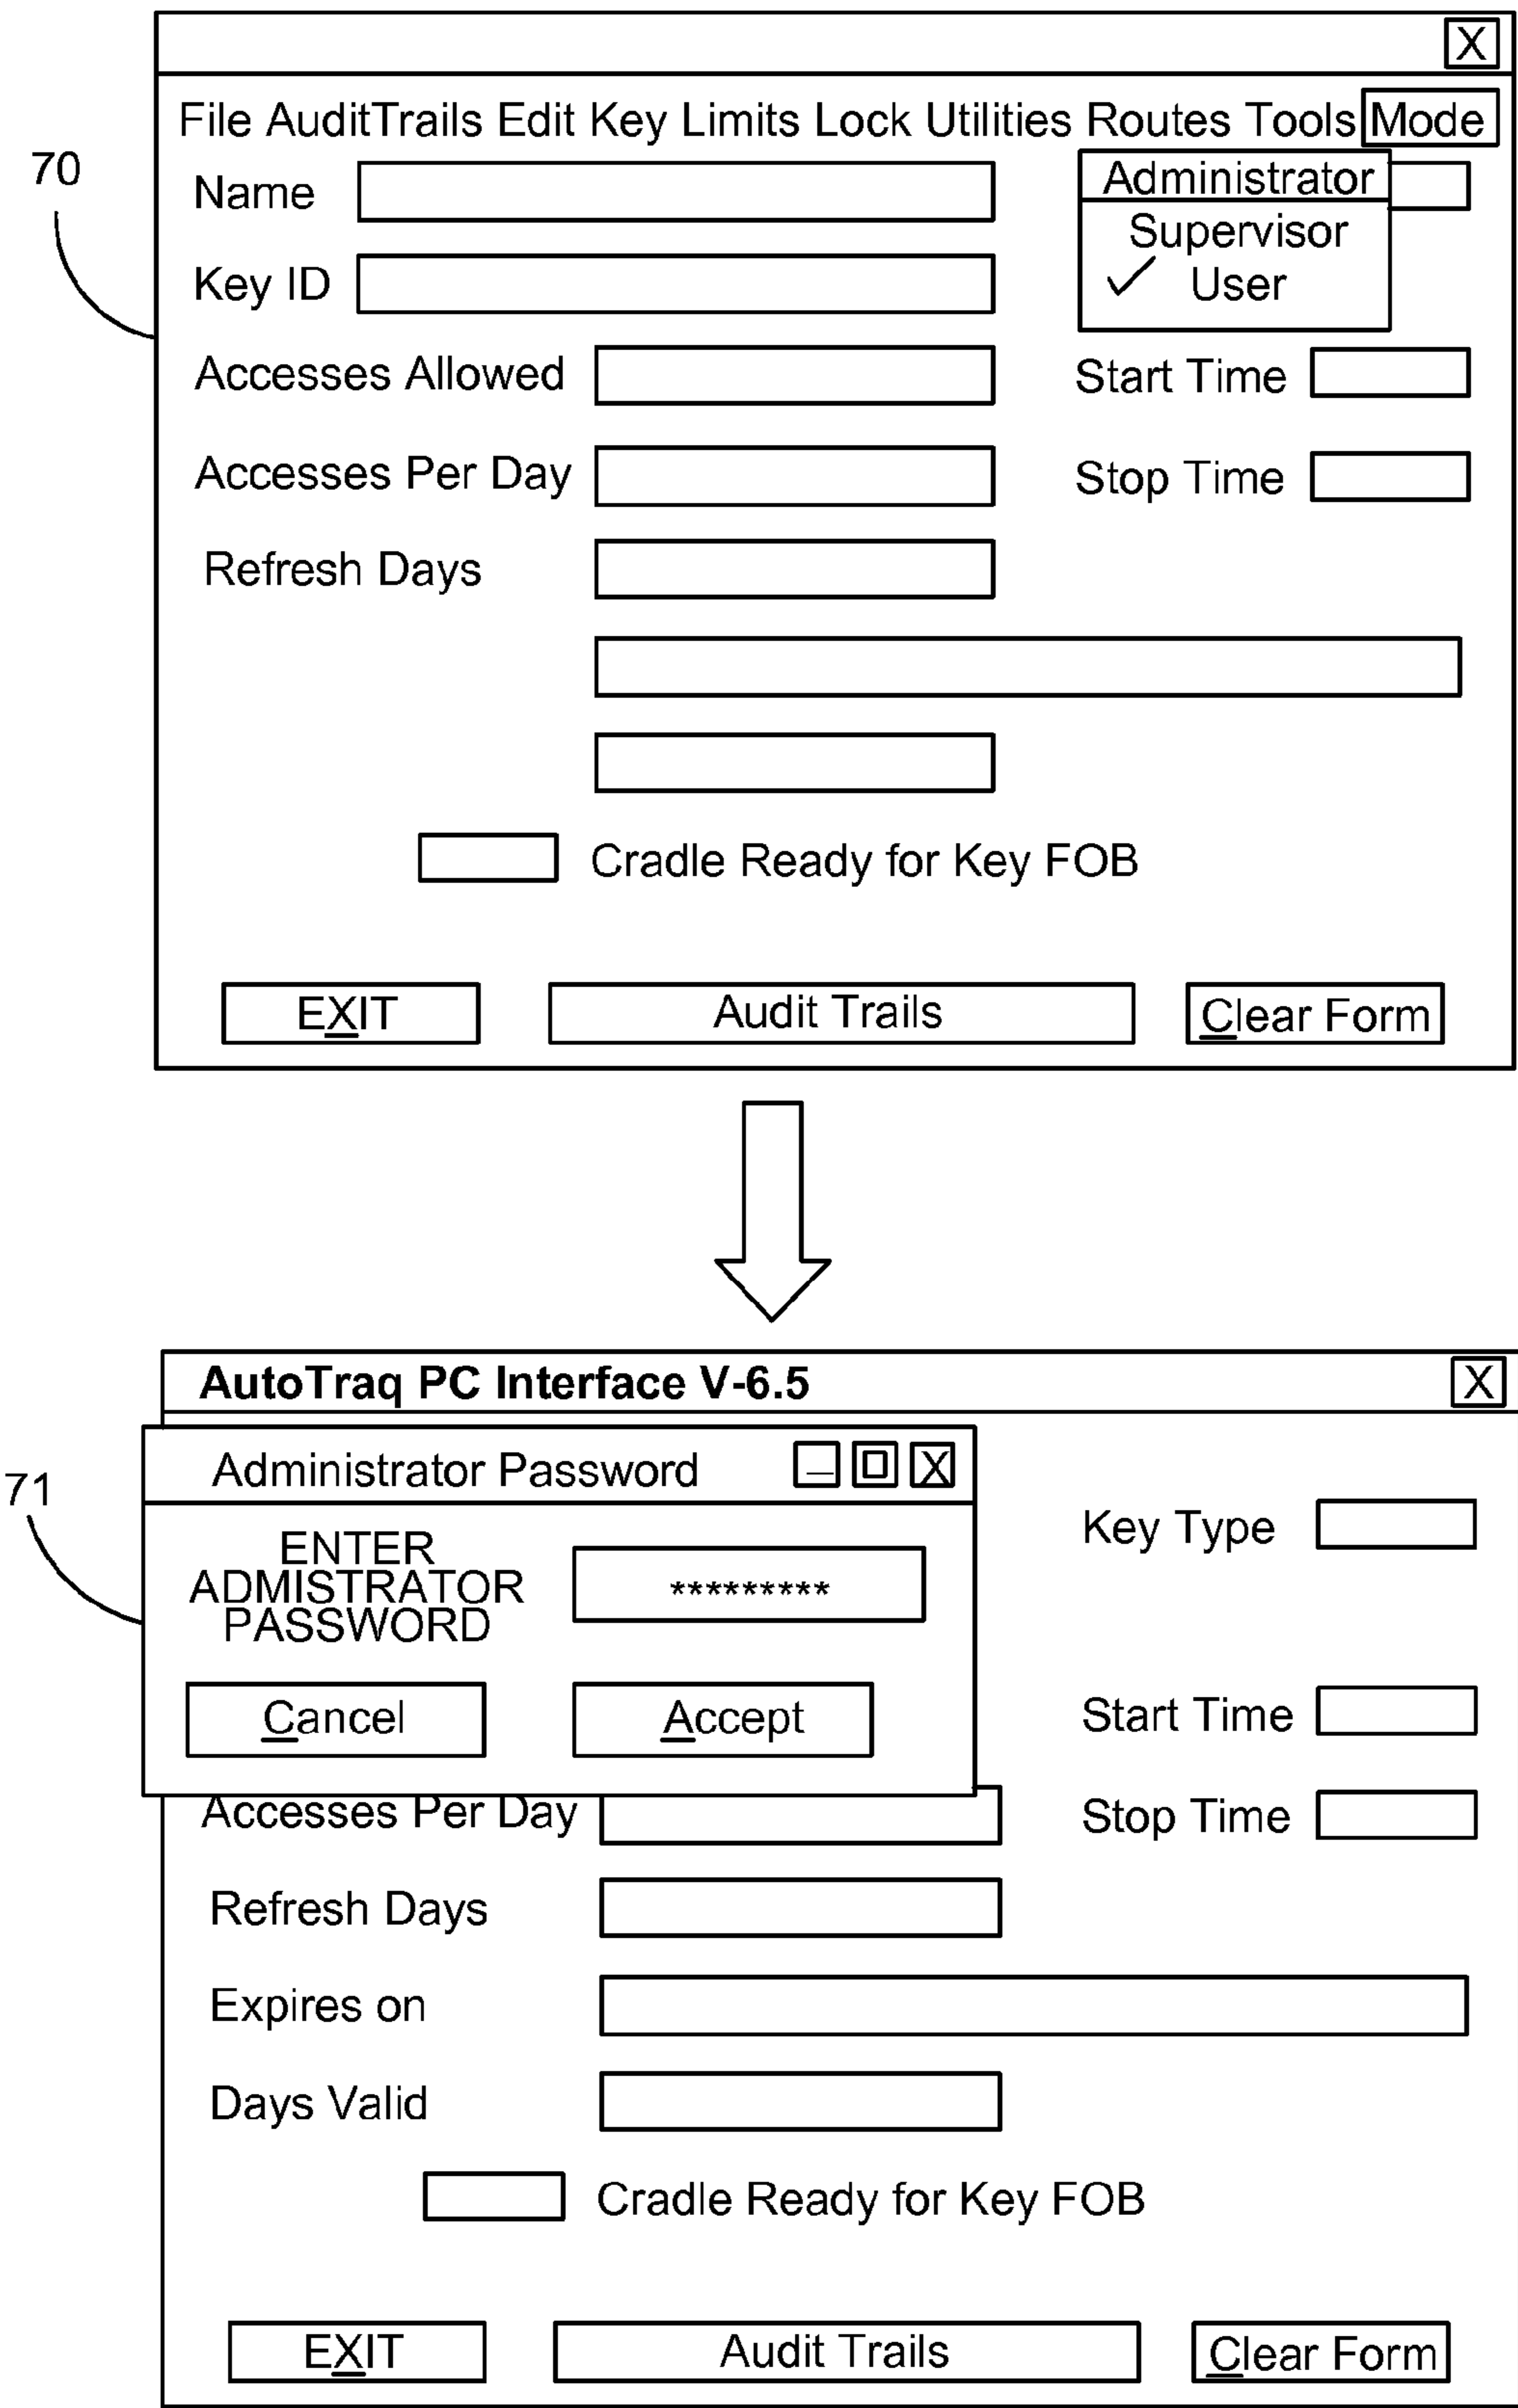 X
File AuditTrails Edit Key Limits Lock Utilities Routes Tools Mode
70
Name
Administrator
Supervisor
Key ID
✓ User
Accesses Allowed
Start Time
Accesses Per Day
Stop Time
Refresh Days
Cradle Ready for Key FOB
EXIT
Audit Trails
Clear Form
AutoTraq PC Interface V-6.5
X
71
Administrator Password
X
ENTER
ADMISTRATOR
PASSWORD
*********
Key Type
Cancel
Accept
Start Time
Accesses Per Day
Stop Time
Refresh Days
Expires on
Days Valid
Cradle Ready for Key FOB
EXIT
Audit Trails
Clear Form